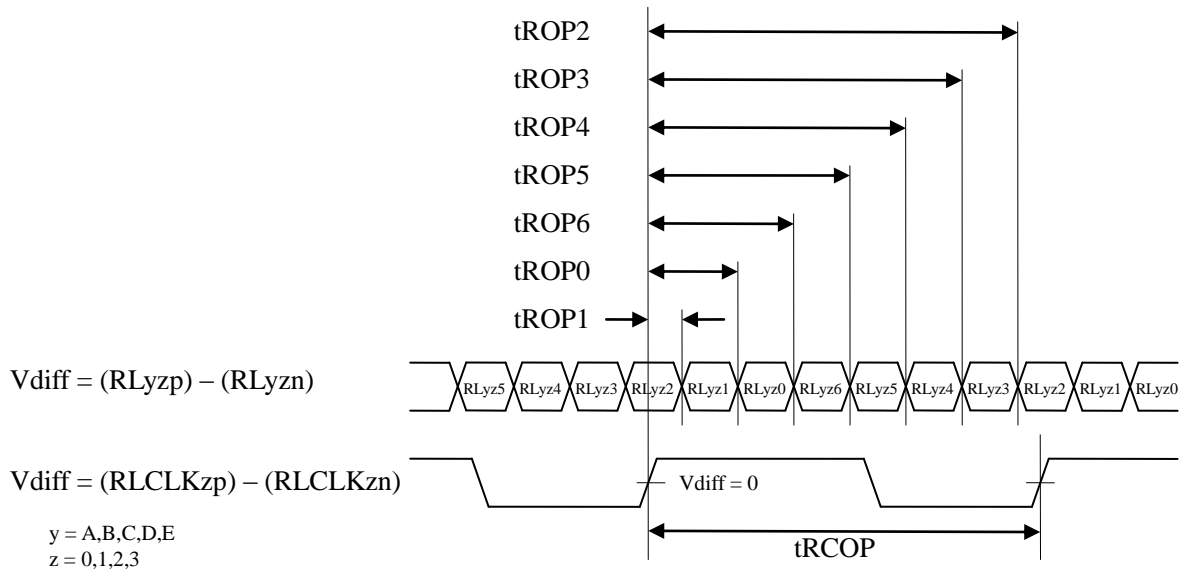 tROP2
tROP3
tROP4
tROP5
tROP6
tROP0
tROP1
Vdiff = (RLyzp) – (RLyzn)
RLyz5 RLyz4 RLyz3 RLyz2 RLyz1 RLyz0 RLyz6 RLyz5 RLyz4 RLyz3 RLyz2 RLyz1 RLyz0
Vdiff = (RLCLKzp) – (RLCLKzn)
Vdiff = 0
tRCOP
y = A,B,C,D,E
z = 0,1,2,3